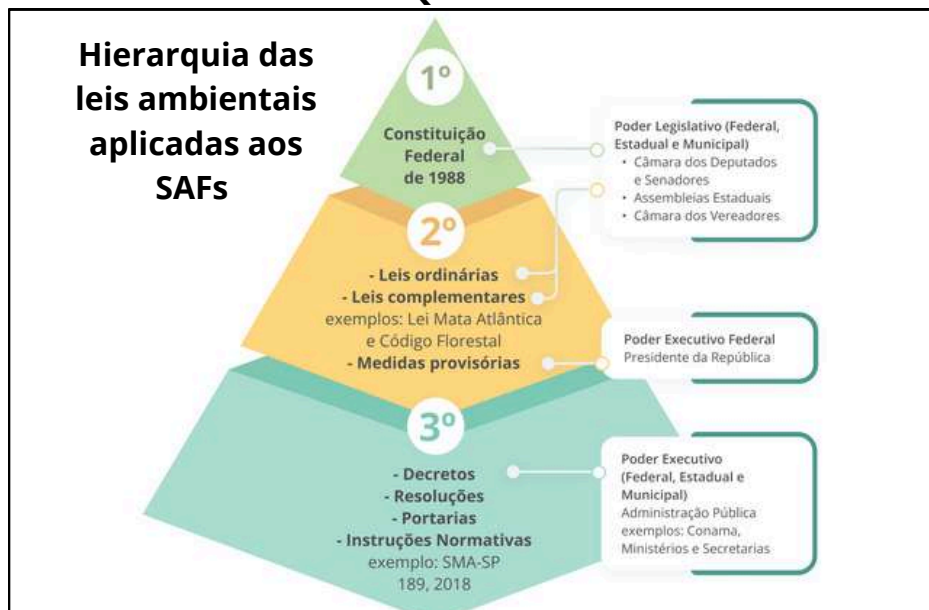 Hierarquia das
leis ambientais
aplicadas aos
SAFs
1º
Constituição
Federal
de 1988
Poder Legislativo (Federal,
Estadual e Municipal)
• Câmara dos Deputados
e Senadores
• Assembleias Estaduais
• Câmara dos Vereadores
2º
- Leis ordinárias
- Leis complementares
exemplos: Lei Mata Atlântica
e Código Florestal
- Medidas provisórias
Poder Executivo Federal
Presidente da República
3º
- Decretos
- Resoluções
- Portarias
- Instruções Normativas
exemplo: SMA-SP
189, 2018
Poder Executivo
(Federal, Estadual e
Municipal)
Administração Pública
exemplos: Conama,
Ministérios e Secretarias